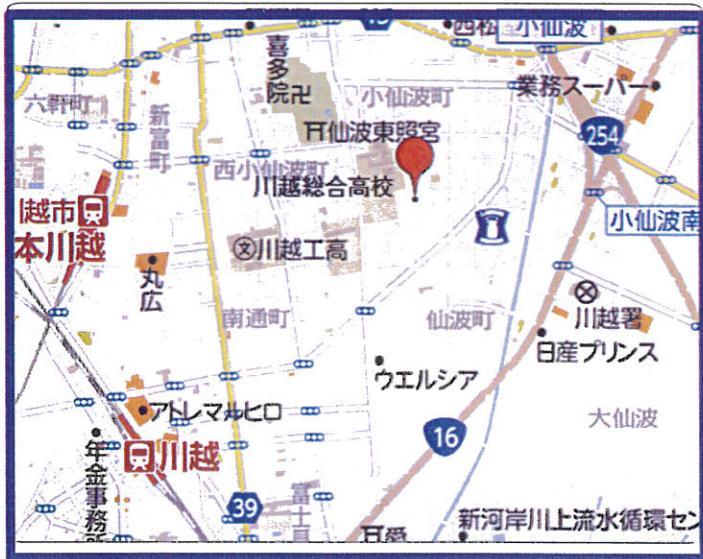 小仙波
喜多院卍
六軒町
新富町
小仙波町
業務スーパー
仙波東照宮
254
西小仙波町
川越総合高校
越市
本川越
小仙波南
川越工高
丸広
南通町
仙波町
川越署
日産プリンス
ウエルシア
アトレマルヒロ
大仙波
川越
16
年金事務所
39
新河岸川上流水循環セン